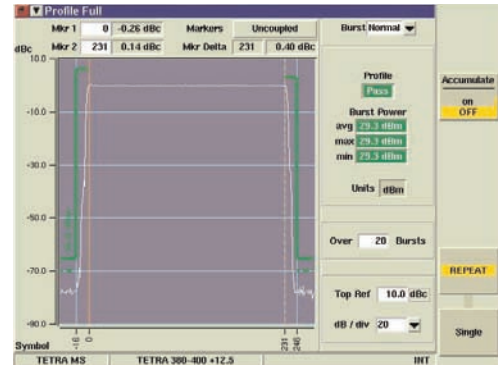 Profile Full
Mkr 1 0 -0.26 dBc Markers Uncoupled Burst Normal
dBc Mkr 2 231 0.14 dBc Mkr Delta 231 0.40 dBc
10.0
-10.0
-30.0
-50.0
-70.0
-90.0
Symbol
-16 0 231 246
Profile
Pass
Burst Power
avg 29.3 dBm
max 29.3 dBm
min 29.3 dBm
Units dBm
Over 20 Bursts
Top Ref 10.0 dBc
dB / div 20
Accumulate
on
OFF
REPEAT
Single
TETRA MS TETRA 380-400 +12.5 INT